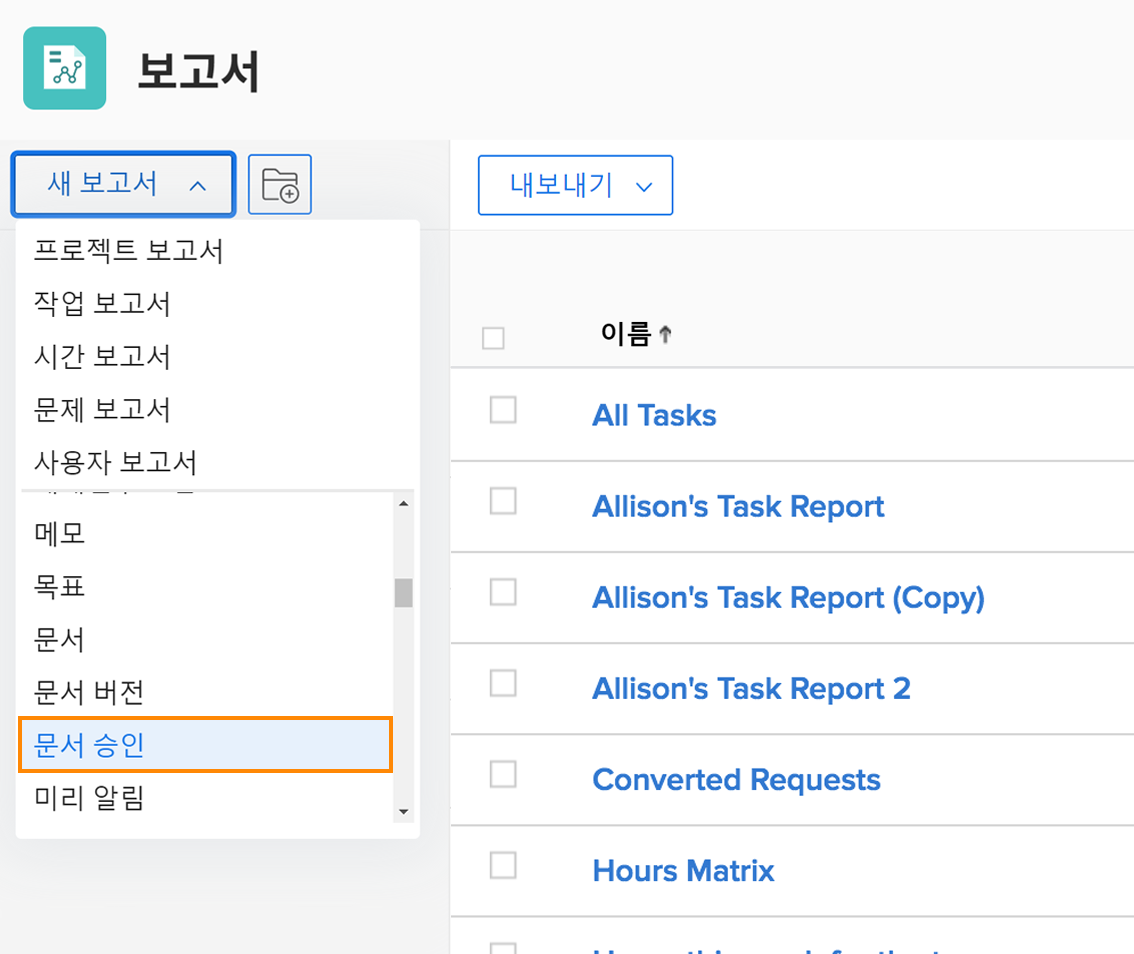 보고서
새 보고서
내보내기
프로젝트 보고서
작업 보고서
시간 보고서
문제 보고서
사용자 보고서
메모
목표
문서
문서 버전
문서 승인
미리 알림
이름
All Tasks
Allison's Task Report
Allison's Task Report (Copy)
Allison's Task Report 2
Converted Requests
Hours Matrix